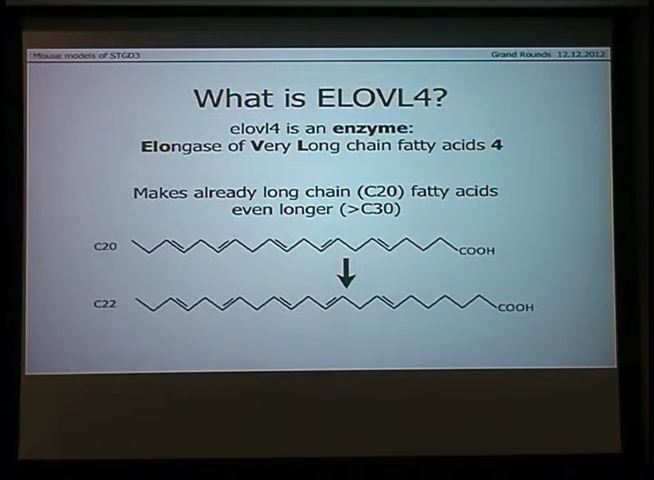 Mouse models of STGD3
Grand Rounds 12.12.2012
What is ELOVL4?
elovl4 is an enzyme:
Elongase of Very Long chain fatty acids 4
Makes already long chain (C20) fatty acids
even longer (>C30)
C20
COOH
C22
COOH